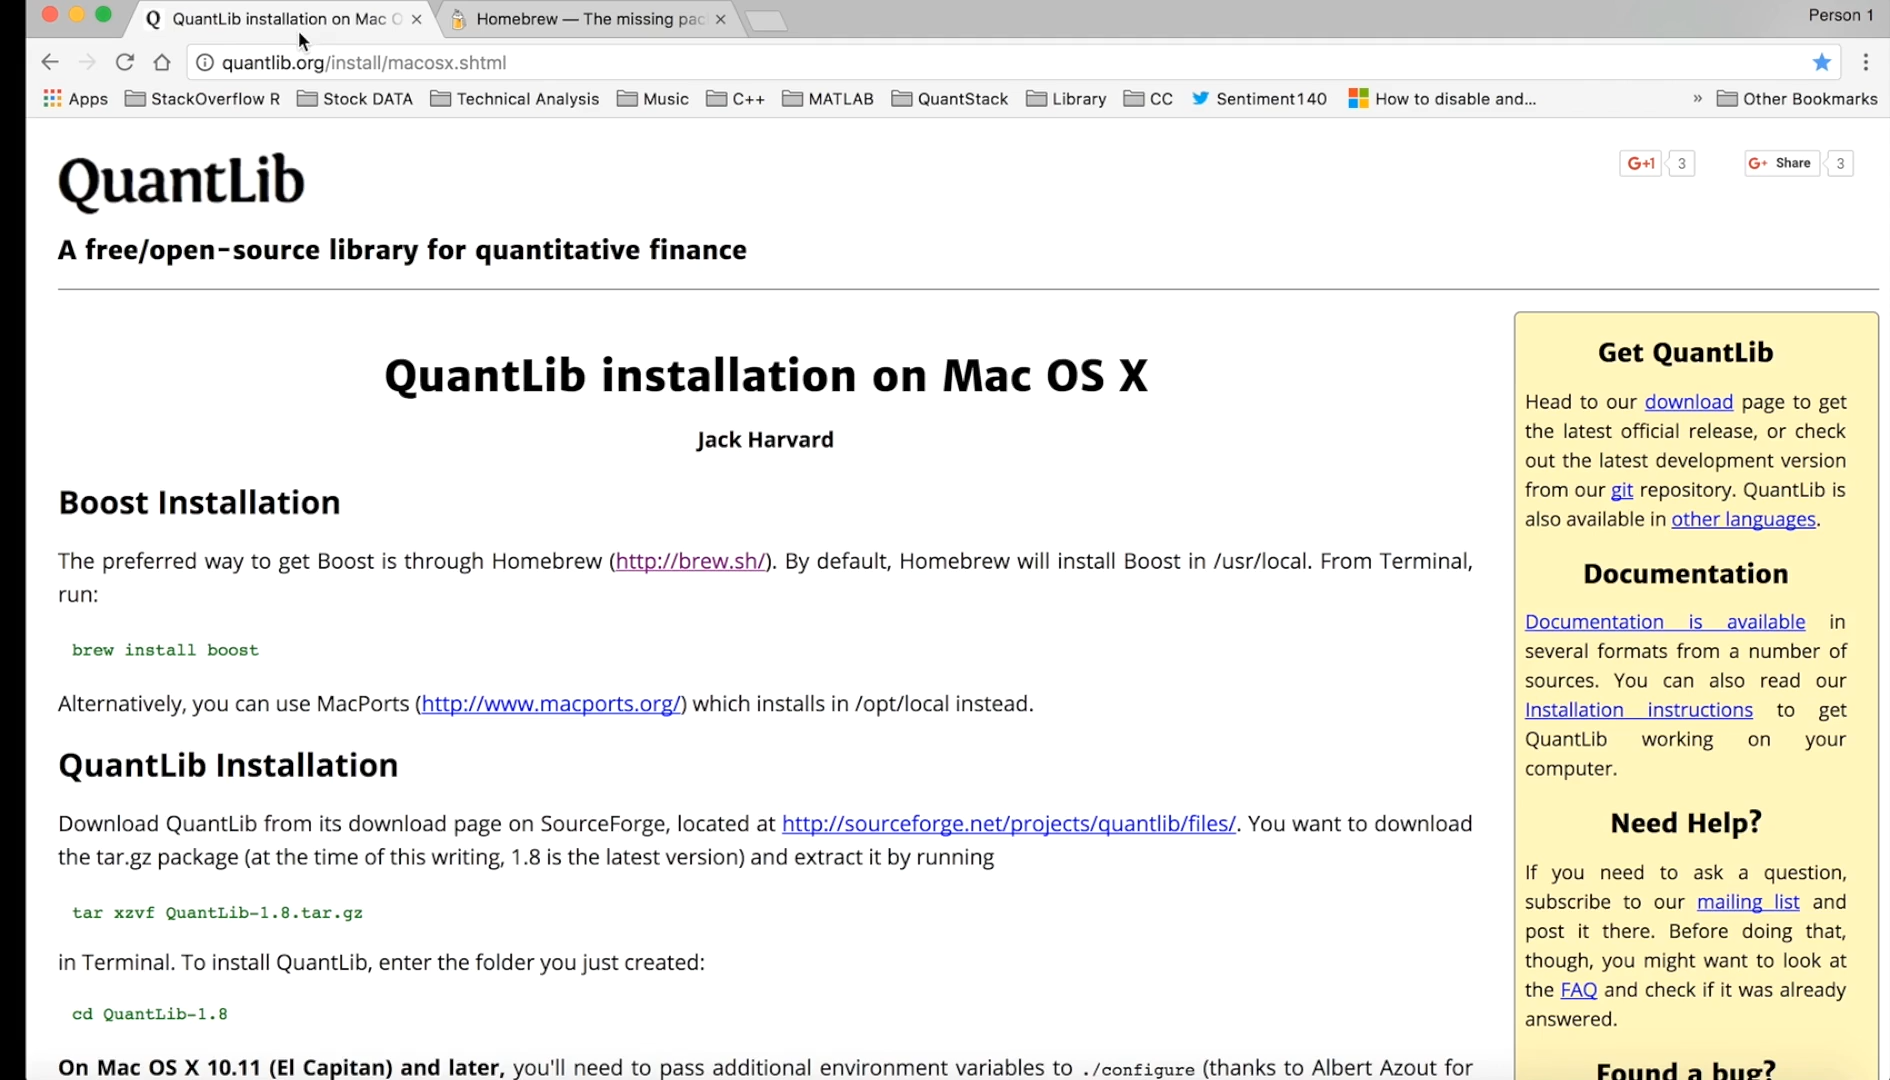 QuantLib installation on Mac O
Homebrew — The missing pac
Person 1
quantlib.org/install/macosx.shtml
Apps StackOverflow R Stock DATA Technical Analysis Music C++ MATLAB QuantStack Library CC Sentiment140 How to disable and... » Other Bookmarks
QuantLib
G+1 3 G+ Share 3
A free/open-source library for quantitative finance
QuantLib installation on Mac OS X
Jack Harvard
Boost Installation
The preferred way to get Boost is through Homebrew (http://brew.sh/). By default, Homebrew will install Boost in /usr/local. From Terminal,
run:
brew install boost
Alternatively, you can use MacPorts (http://www.macports.org/) which installs in /opt/local instead.
QuantLib Installation
Download QuantLib from its download page on SourceForge, located at http://sourceforge.net/projects/quantlib/files/. You want to download
the tar.gz package (at the time of this writing, 1.8 is the latest version) and extract it by running
tar xzvf QuantLib-1.8.tar.gz
in Terminal. To install QuantLib, enter the folder you just created:
cd QuantLib-1.8
On Mac OS X 10.11 (El Capitan) and later, you'll need to pass additional environment variables to ./configure (thanks to Albert Azout for
Get QuantLib
Head to our download page to get
the latest official release, or check
out the latest development version
from our git repository. QuantLib is
also available in other languages.
Documentation
Documentation is available in
several formats from a number of
sources. You can also read our
Installation instructions to get
QuantLib working on your
computer.
Need Help?
If you need to ask a question,
subscribe to our mailing list and
post it there. Before doing that,
though, you might want to look at
the FAQ and check if it was already
answered.
Found a bug?